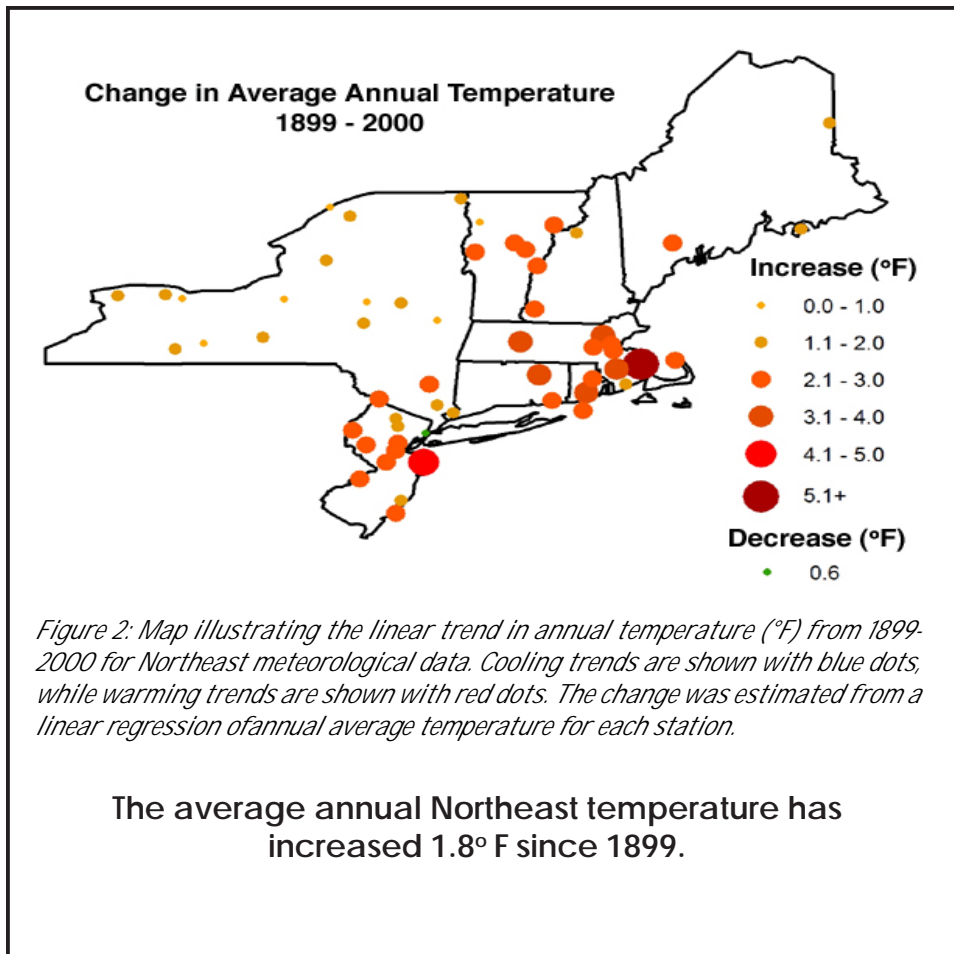 Change in Average Annual Temperature
1899 - 2000
Increase (°F)
0.0 - 1.0
1.1 - 2.0
2.1 - 3.0
3.1 - 4.0
4.1 - 5.0
5.1+
Decrease (°F)
0.6
Figure 2: Map illustrating the linear trend in annual temperature (°F) from 1899-
2000 for Northeast meteorological data. Cooling trends are shown with blue dots,
while warming trends are shown with red dots. The change was estimated from a
linear regression ofannual average temperature for each station.
The average annual Northeast temperature has
increased 1.8° F since 1899.